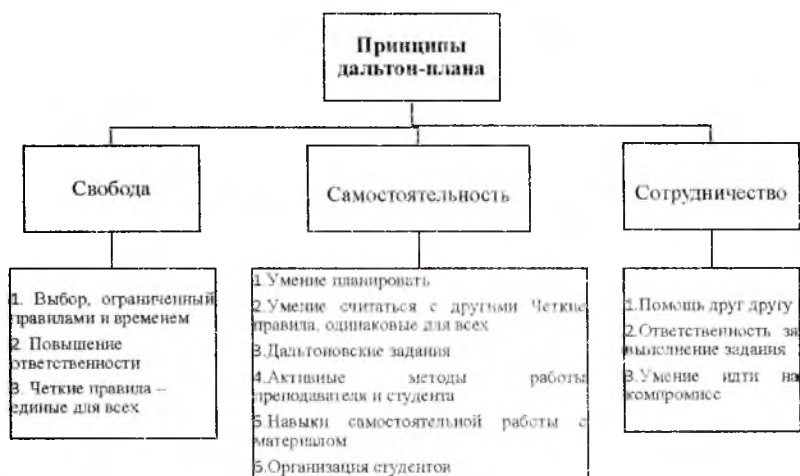 Принципы
дальтон-плана
Свобода
Самостоятельность
Сотрудничество
1. Выбор, ограниченный
правилами и временем
2. Повышение
ответственности
3. Четкие правила –
единые для всех
1.Умение планировать
2.Умение считаться с другими Четкие
правила, одинаковые для всех
3.Дальтоновские задания
4.Активные методы работы
преподавателя и студента
5.Навыки самостоятельной работы с
материалом
5.Организация студентов
1.Помощь друг другу
2.Ответственность за
выполнение задания
3.Умение идти на
компромисс